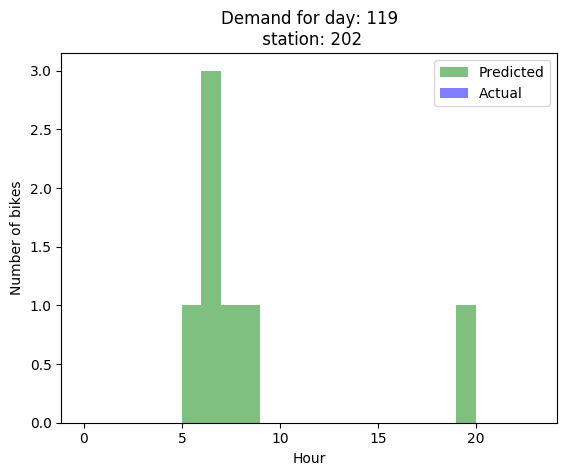 Demand for day: 119
station: 202
Predicted
Actual
Number of bikes
3.0
2.5
2.0
1.5
1.0
0.5
0.0
0
5
10
15
20
Hour